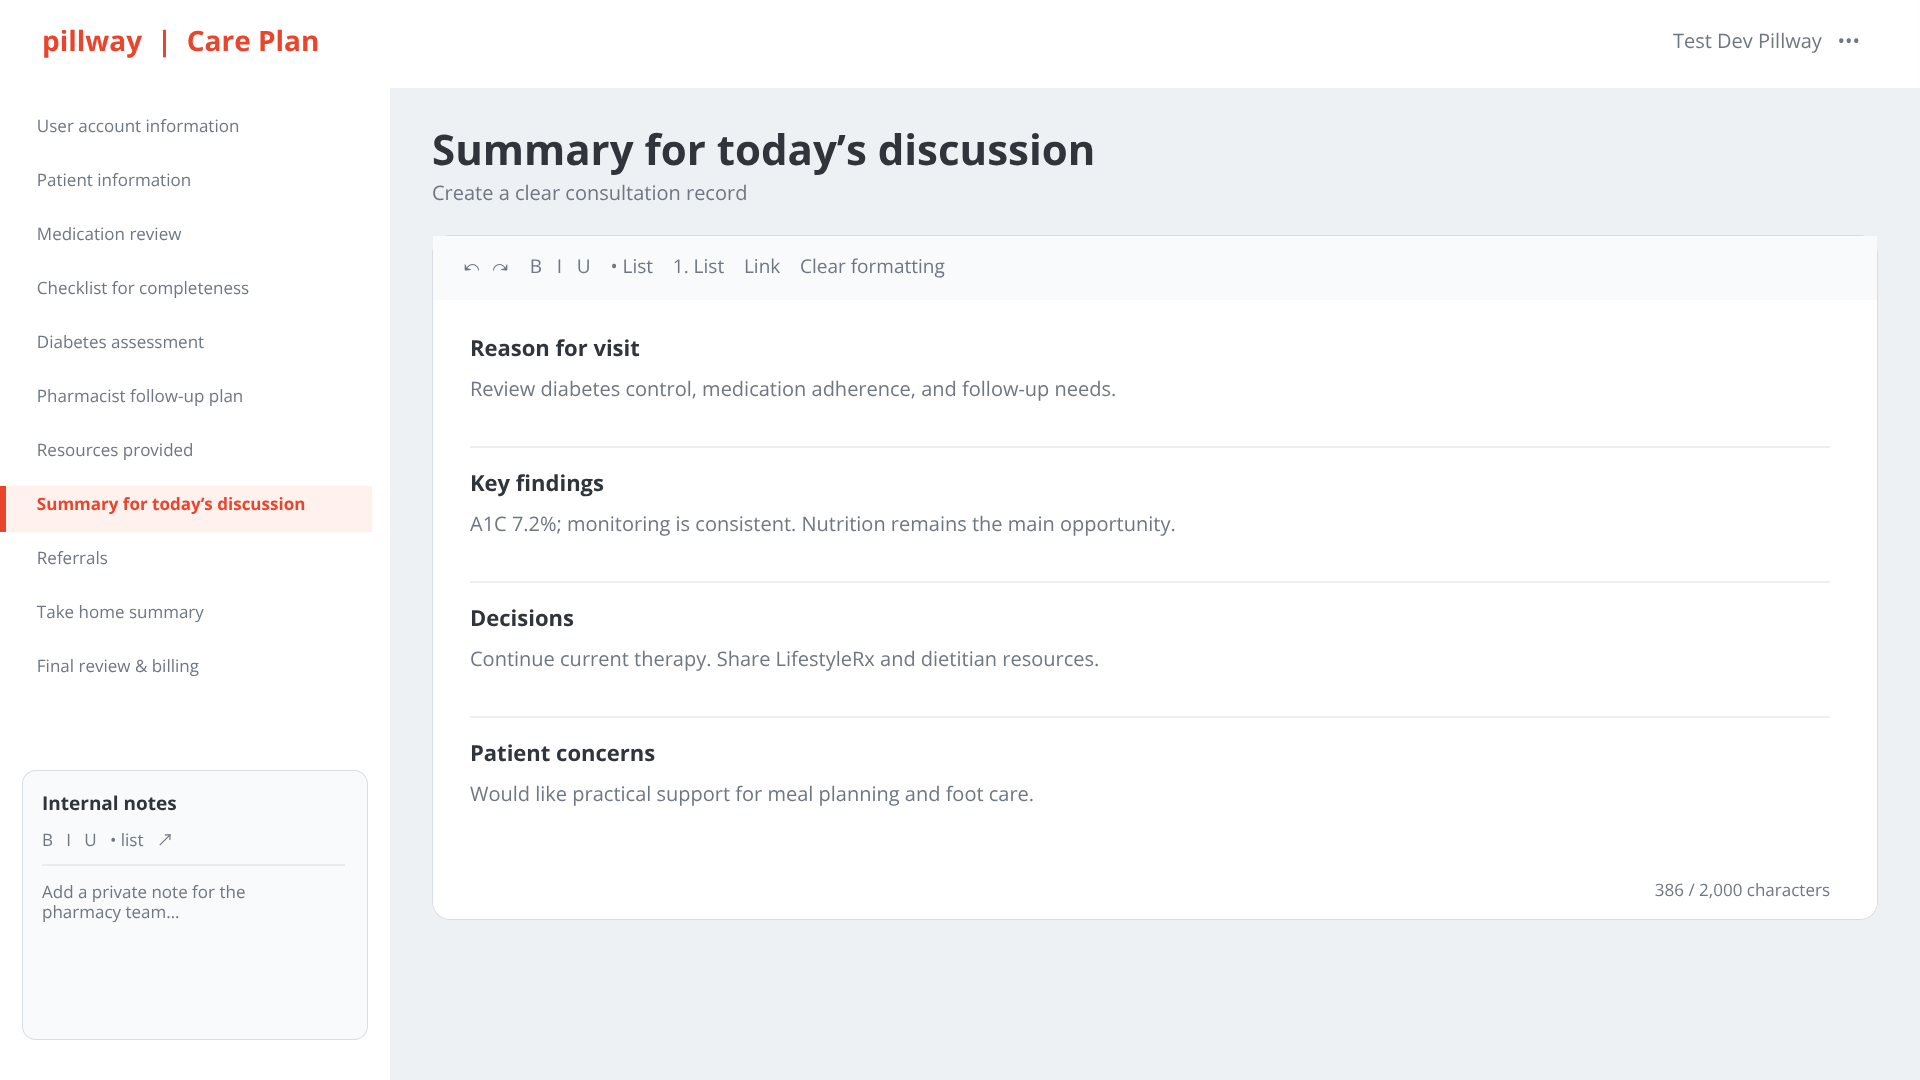 pillway | Care Plan
Test Dev Pillway •••
User account information
Patient information
Medication review
Checklist for completeness
Diabetes assessment
Pharmacist follow-up plan
Resources provided
Summary for today’s discussion
Referrals
Take home summary
Final review & billing
Internal notes
B I U • list ↗
Add a private note for the
pharmacy team...
Summary for today’s discussion
Create a clear consultation record
↶ ↷ B I U • List 1. List Link Clear formatting
Reason for visit
Review diabetes control, medication adherence, and follow-up needs.
Key findings
A1C 7.2%; monitoring is consistent. Nutrition remains the main opportunity.
Decisions
Continue current therapy. Share LifestyleRx and dietitian resources.
Patient concerns
Would like practical support for meal planning and foot care.
386 / 2,000 characters